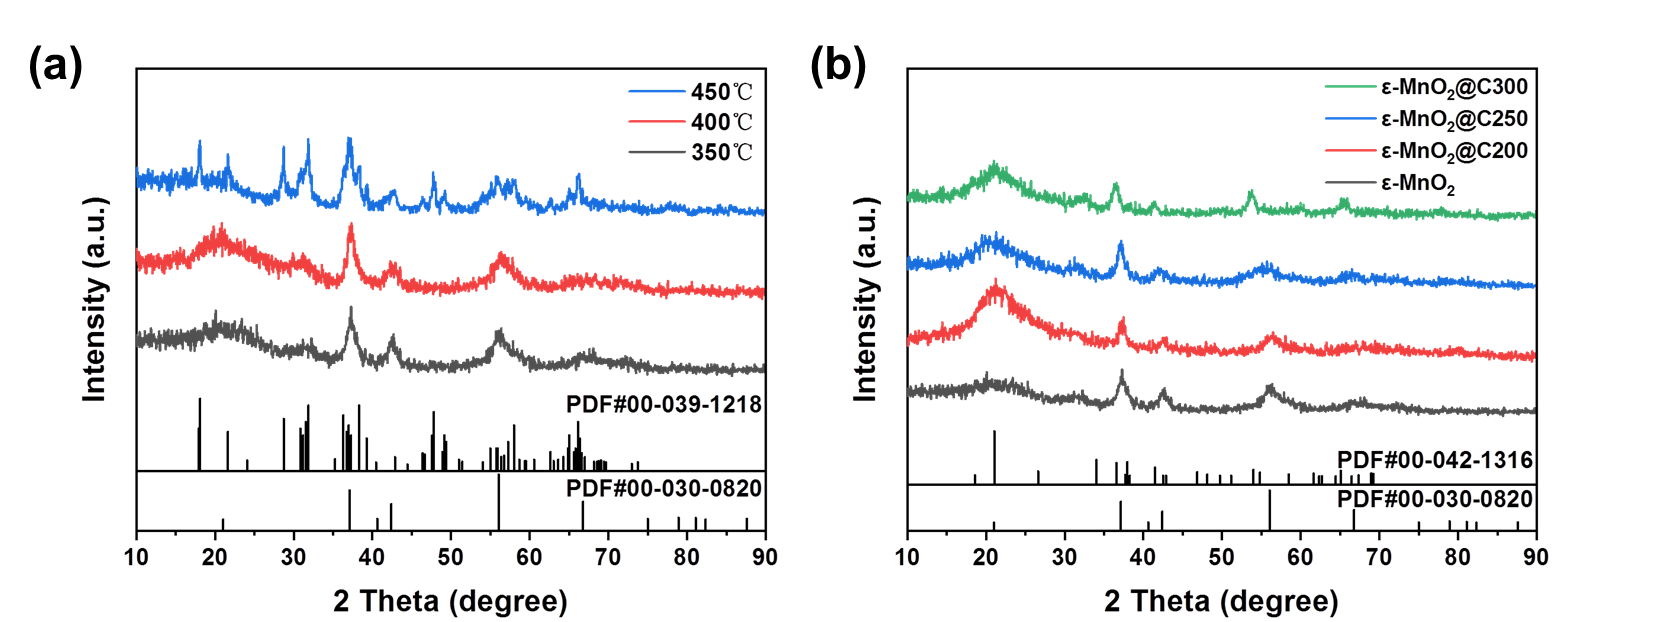 (a)
450℃
400℃
350℃
PDF#00-039-1218
PDF#00-030-0820
Intensity (a.u.)
10 20 30 40 50 60 70 80 90
2 Theta (degree)
(b)
ε-MnO₂@C300
ε-MnO₂@C250
ε-MnO₂@C200
ε-MnO₂
PDF#00-042-1316
PDF#00-030-0820
Intensity (a.u.)
10 20 30 40 50 60 70 80 90
2 Theta (degree)